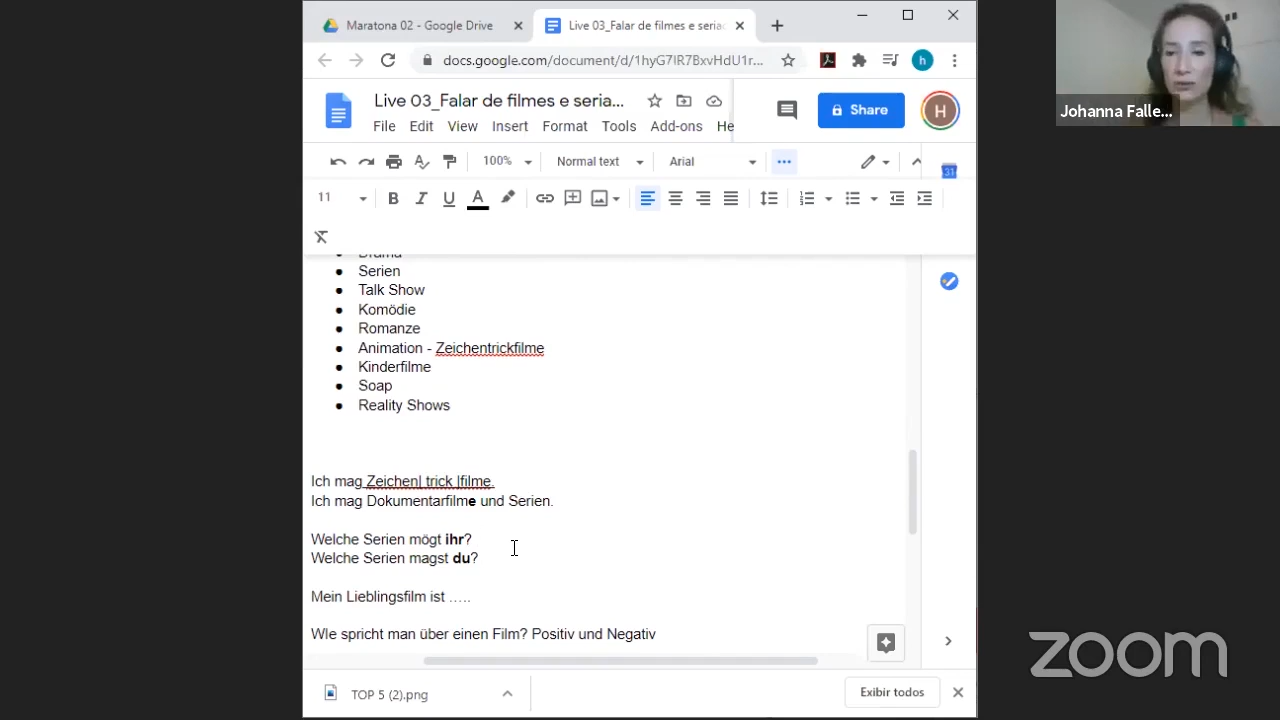 Maratona 02 - Google Drive
Live 03_Falar de filmes e seriac
docs.google.com/document/d/1hyG7IR7BxvHdU1r...
h
Johanna Falle...
Live 03_Falar de filmes e seria...
Share
H
File Edit View Insert Format Tools Add-ons He
100% Normal text Arial
31
11 B I U A
Drama
Serien
Talk Show
Komödie
Romanze
Animation - Zeichentrickfilme
Kinderfilme
Soap
Reality Shows
Ich mag Zeichen| trick |filme.
Ich mag Dokumentarfilme und Serien.
Welche Serien mögt ihr?
Welche Serien magst du?
Mein Lieblingsfilm ist …..
WIe spricht man über einen Film? Positiv und Negativ
zoom
TOP 5 (2).png
Exibir todos